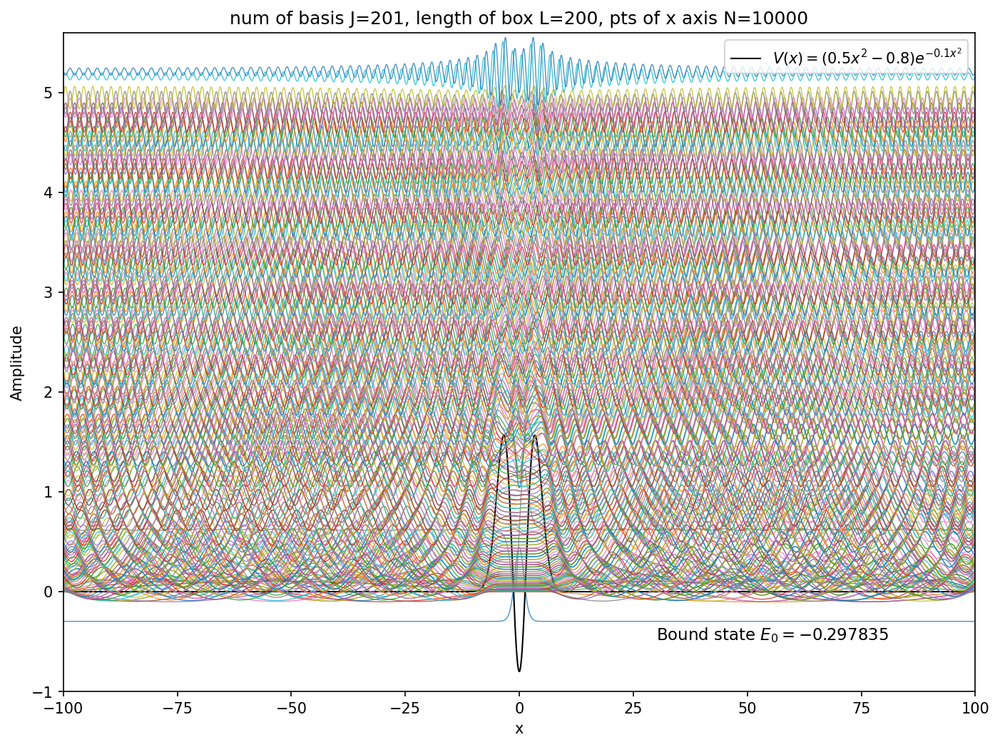 num of basis J=201, length of box L=200, pts of x axis N=10000
V(x) = (0.5x² − 0.8)e^{−0.1x²}
Amplitude
5
4
3
2
1
0
−1
Bound state E₀ = −0.297835
−100 −75 −50 −25 0 25 50 75 100
x